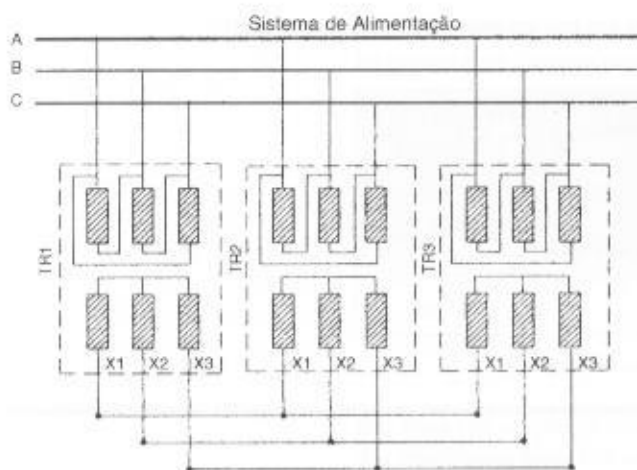 Sistema de Alimentação
A
B
C
TR1
TR2
TR3
X1 X2 X3
X1 X2 X3
X1 X2 X3